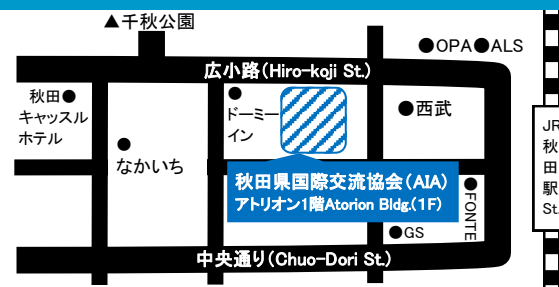 ▲千秋公園
●OPA●ALS
広小路(Hiro-koji St.)
秋田●
キャッスル
ホテル
●
ドーミー
イン
●西武
JR
秋
田
駅
St.
●
なかいち
秋田県国際交流協会(AIA)
アトリオン1階Atorion Bldg.(1F)
●FONTE
●GS
中央通り(Chuo-Dori St.)